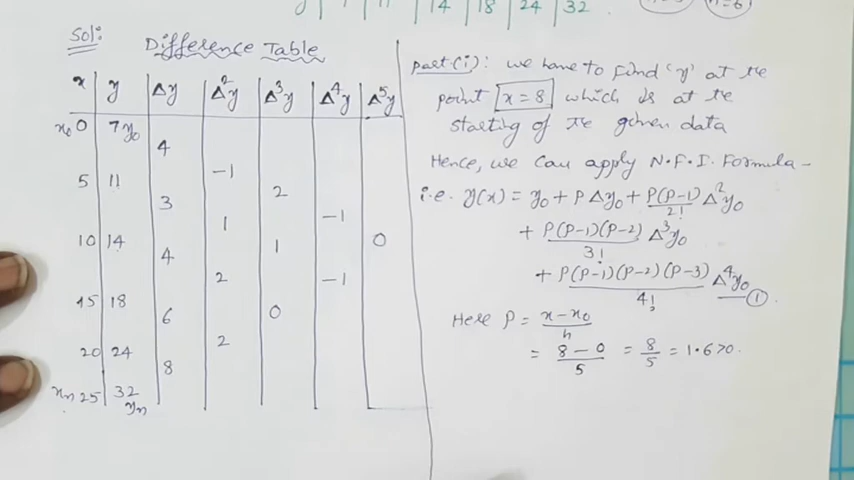 y | 7 | 11 | 14 | 18 | 24 | 32
n=6
Sol:
Difference Table
x y Δy Δ²y Δ³y Δ⁴y Δ⁵y
x₀ 0 7 y₀
4
-1
5 11 2
3 -1
1
10 14 1 0
4
2 -1
15 18 0
6
2
20 24
8
xn 25 32
yn
part(i): we have to find 'y' at the
point x=8 which is at the
starting of the given data
Hence, we can apply N.F.I. Formula -
i.e. y(x) = y₀ + P Δy₀ + P(P-1)/2! Δ²y₀
+ P(P-1)(P-2)/3! Δ³y₀
+ P(P-1)(P-2)(P-3)/4! Δ⁴y₀ — ①
Here P = x-x₀/h
= 8-0/5 = 8/5 = 1.6>0.